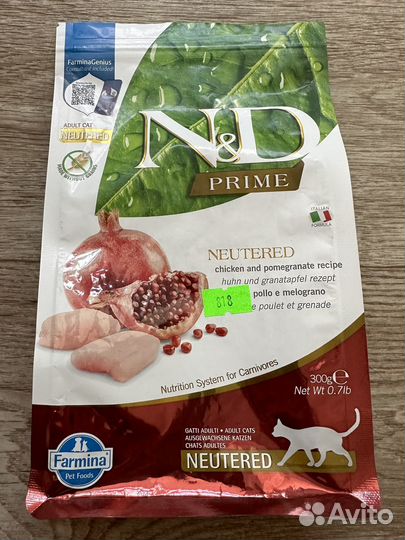 FarminaGenius
Consultant Included
ADULT CAT
NEUTERED
N&D
PRIME
ITALIAN
FORMULA
NEUTERED
chicken and pomegranate recipe
huhn und granatapfel rezept
pollo e melograno
poulet et grenade
818
Nutrition System for Carnivores
300g℮
Net Wt 0.7lb
GATTI ADULTI • ADULT CATS
AUSGEWACHSENE KATZEN
CHATS ADULTES
NEUTERED
Farmina®
Pet Foods
Avito